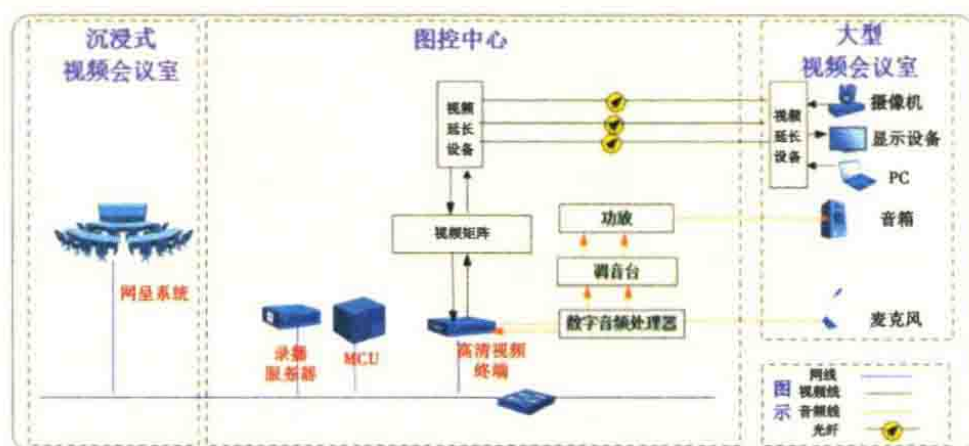 沉浸式
视频会议室
图控中心
大型
视频会议室
视频
延长
设备
视频
延长
设备
摄像机
显示设备
PC
音箱
麦克风
功放
调音台
数字音频处理器
视频矩阵
网呈系统
录播
服务器
MCU
高清视频
终端
图
示
网线
视频线
音频线
光纤